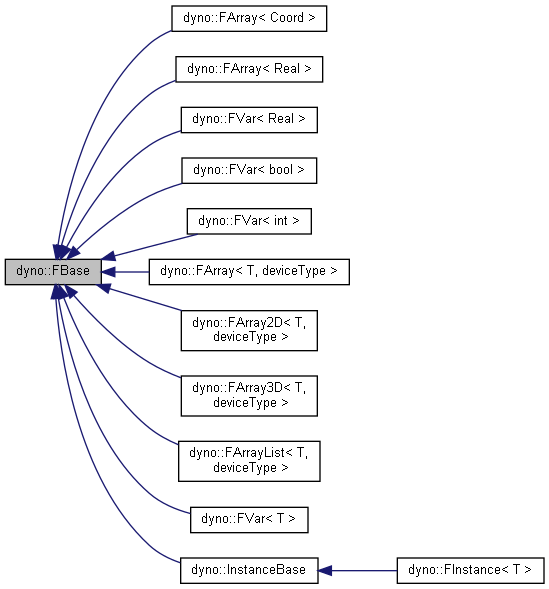 dyno::FArray< Coord >
dyno::FArray< Real >
dyno::FVar< Real >
dyno::FVar< bool >
dyno::FVar< int >
dyno::FBase
dyno::FArray< T, deviceType >
dyno::FArray2D< T,
deviceType >
dyno::FArray3D< T,
deviceType >
dyno::FArrayList< T,
deviceType >
dyno::FVar< T >
dyno::InstanceBase
dyno::FInstance< T >